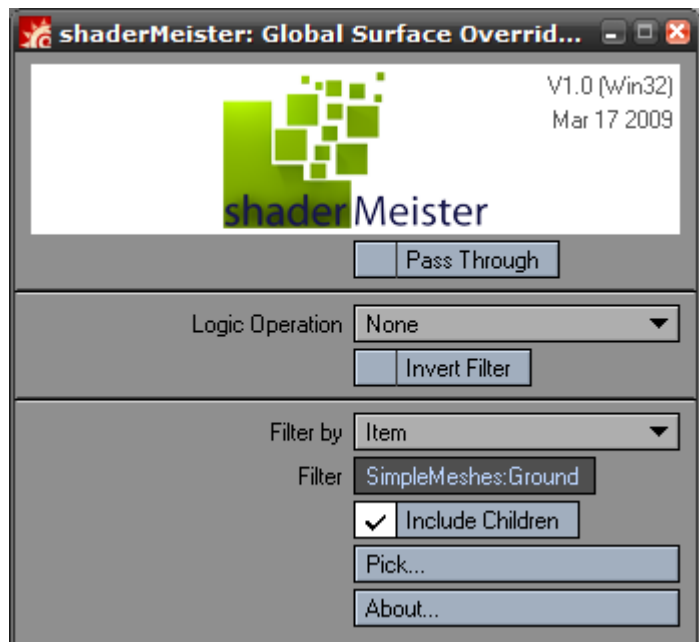 shaderMeister: Global Surface Overrid...
V1.0 (Win32)
Mar 17 2009
shaderMeister
Pass Through
Logic Operation None
Invert Filter
Filter by Item
Filter SimpleMeshes:Ground
Include Children
Pick...
About...